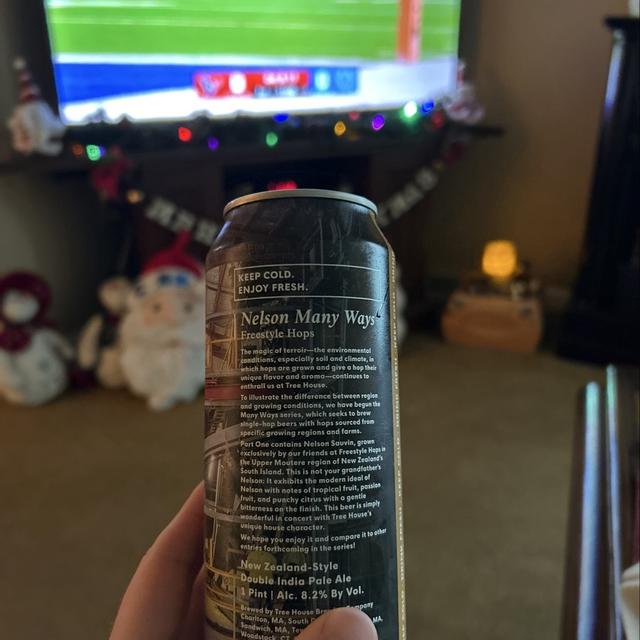 KEEP COLD.
ENJOY FRESH.
Nelson Many Ways
Freestyle Hops
The magic of terroir—the environmental
conditions, especially soil and climate, in
which hops are grown and give a hop their
unique flavor and aroma—continues to
enthrall us at Tree House.
To illustrate the difference between region
and growing conditions, we have begun the
Many Ways series, which seeks to brew
single-hop beers with hops sourced from
specific growing regions and farms.
Part One contains Nelson Sauvin, grown
exclusively by our friends at Freestyle Hops in
the Upper Moutere region of New Zealand's
South Island. This is not your grandfather's
Nelson: It exhibits the modern ideal of
Nelson with notes of tropical fruit, passion
fruit, and punchy citrus with a gentle
bitterness on the finish. This beer is simply
wonderful in concert with Tree House's
unique house character.
We hope you enjoy it and compare it to other
entries forthcoming in the series!
New Zealand-Style
Double India Pale Ale
1 Pint | Alc. 8.2% By Vol.
Brewed by Tree House Company
Charlton, MA, South MA,
Sandwich, MA,
Woodstock, CT